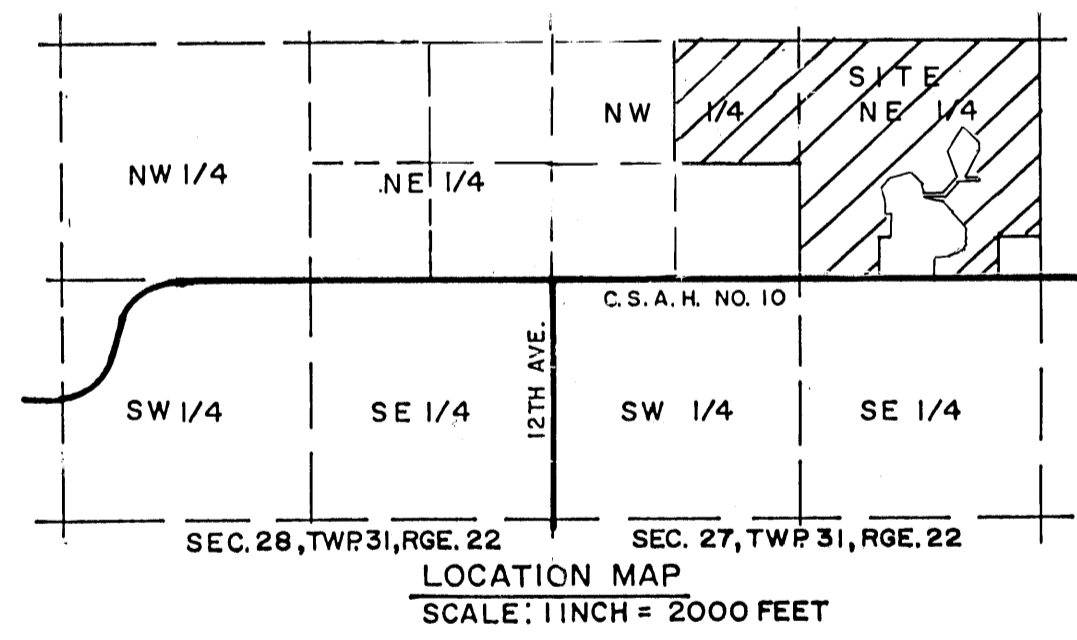 SITE
NW 1/4 NE 1/4
NW 1/4 .NE 1/4
C.S.A.H. NO. 10
12TH AVE.
SW 1/4 SE 1/4 SW 1/4 SE 1/4
SEC. 28, TWP. 31, RGE. 22 SEC. 27, TWP. 31, RGE. 22
LOCATION MAP
SCALE: 1 INCH = 2000 FEET